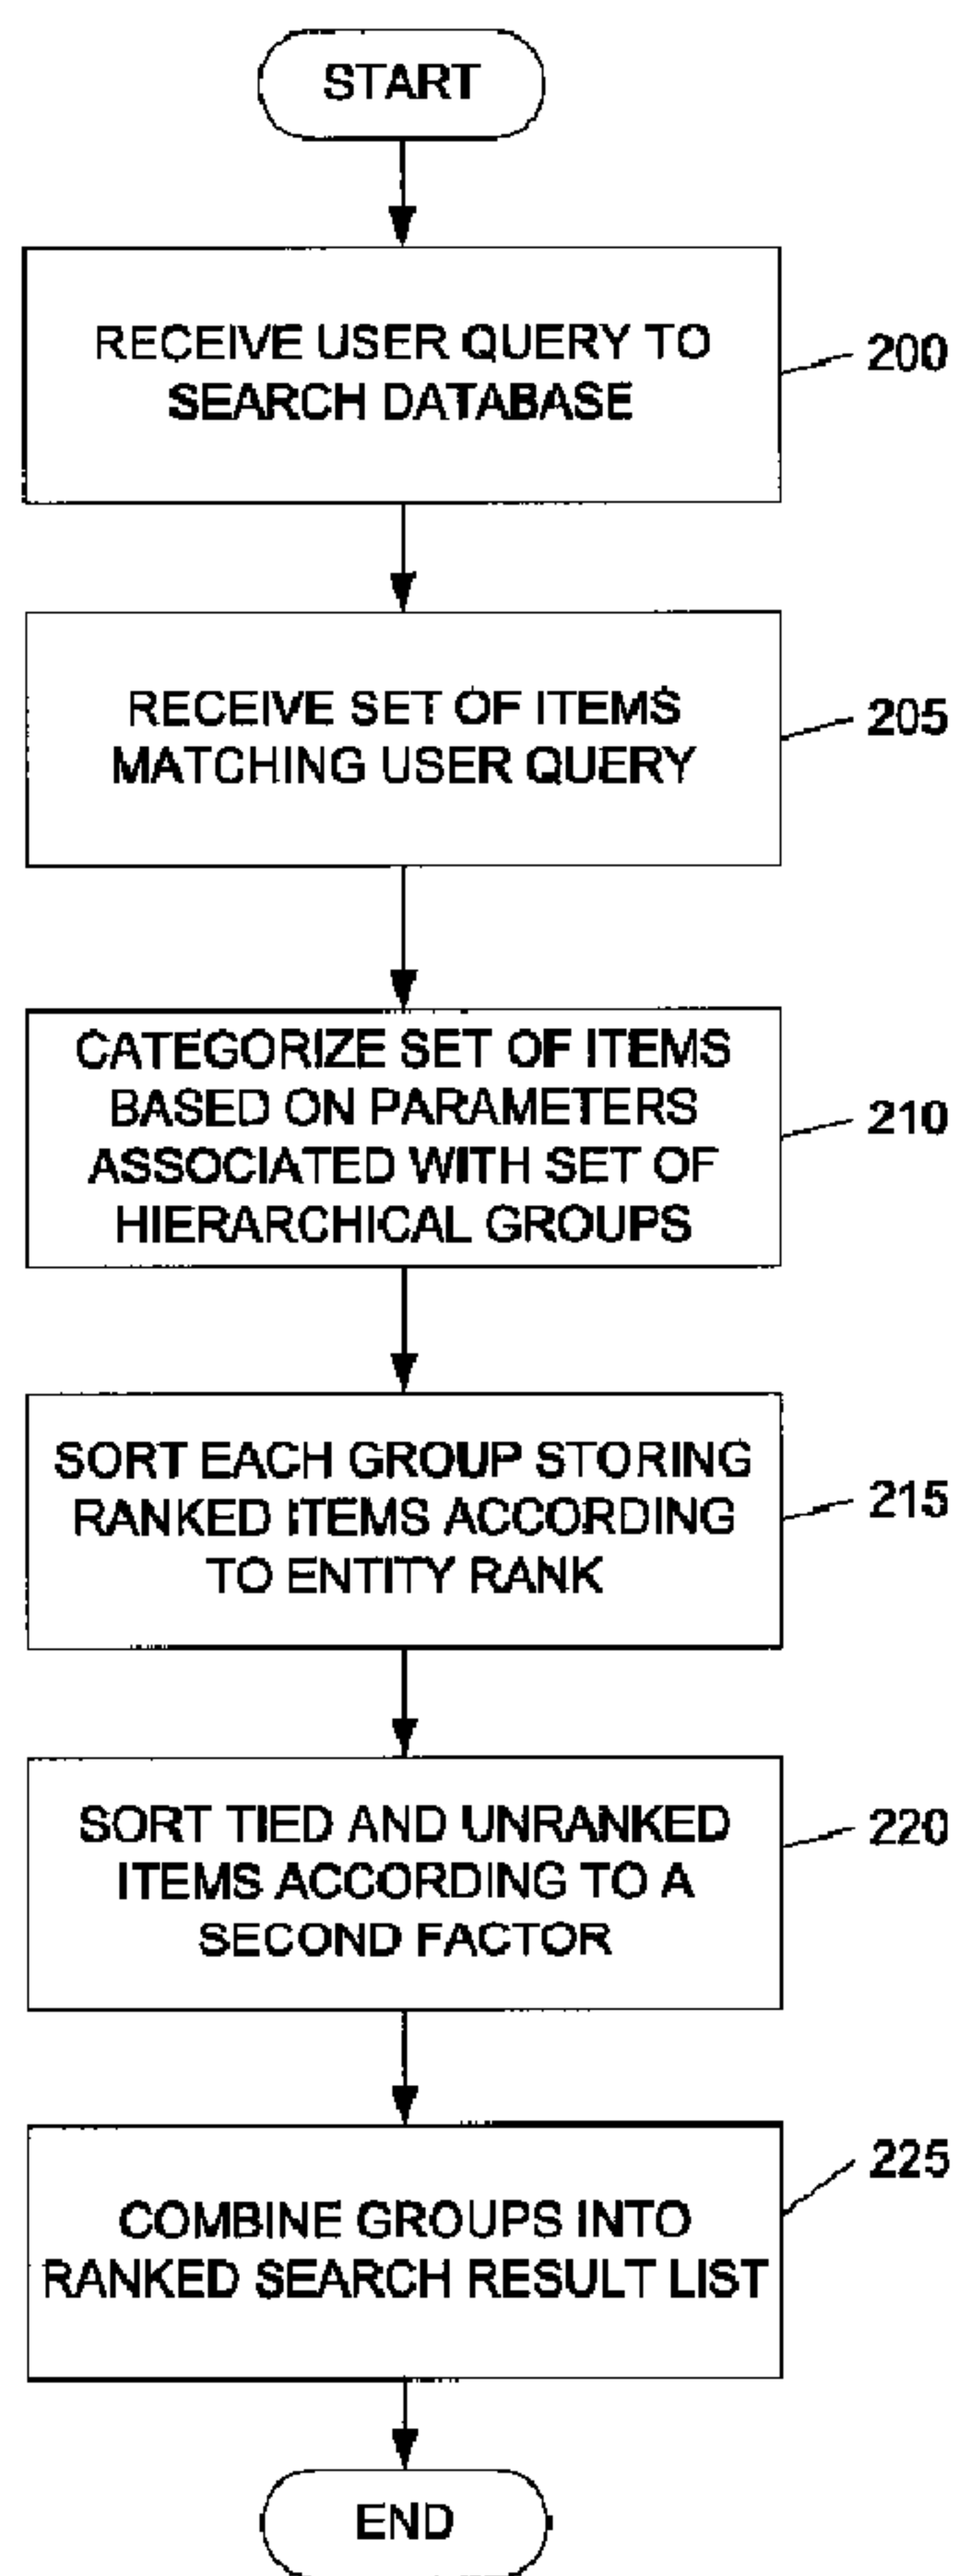 START
RECEIVE USER QUERY TO
SEARCH DATABASE
200
RECEIVE SET OF ITEMS
MATCHING USER QUERY
205
CATEGORIZE SET OF ITEMS
BASED ON PARAMETERS
ASSOCIATED WITH SET OF
HIERARCHICAL GROUPS
210
SORT EACH GROUP STORING
RANKED ITEMS ACCORDING
TO ENTITY RANK
215
SORT TIED AND UNRANKED
ITEMS ACCORDING TO A
SECOND FACTOR
220
COMBINE GROUPS INTO
RANKED SEARCH RESULT LIST
225
END